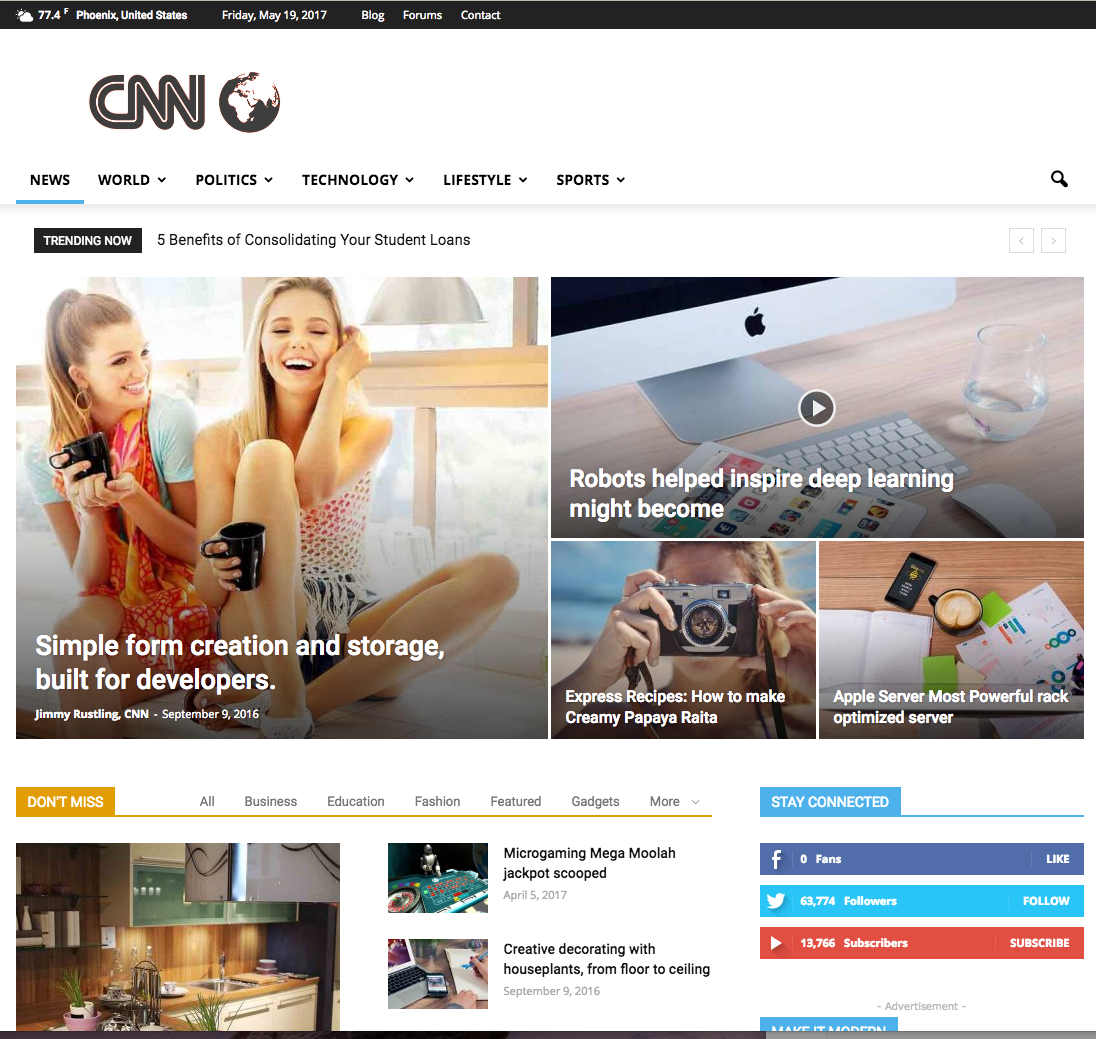 77.4 F Phoenix, United States Friday, May 19, 2017 Blog Forums Contact
CNN
NEWS WORLD POLITICS TECHNOLOGY LIFESTYLE SPORTS
TRENDING NOW 5 Benefits of Consolidating Your Student Loans
Robots helped inspire deep learning
might become
Simple form creation and storage,
built for developers.
Jimmy Rustling, CNN - September 9, 2016
Express Recipes: How to make
Creamy Papaya Raita
Apple Server Most Powerful rack
optimized server
DON'T MISS All Business Education Fashion Featured Gadgets More
STAY CONNECTED
Microgaming Mega Moolah
jackpot scooped
April 5, 2017
Creative decorating with
houseplants, from floor to ceiling
September 9, 2016
0 Fans LIKE
63,774 Followers FOLLOW
13,766 Subscribers SUBSCRIBE
- Advertisement -
MAKE IT MODERN